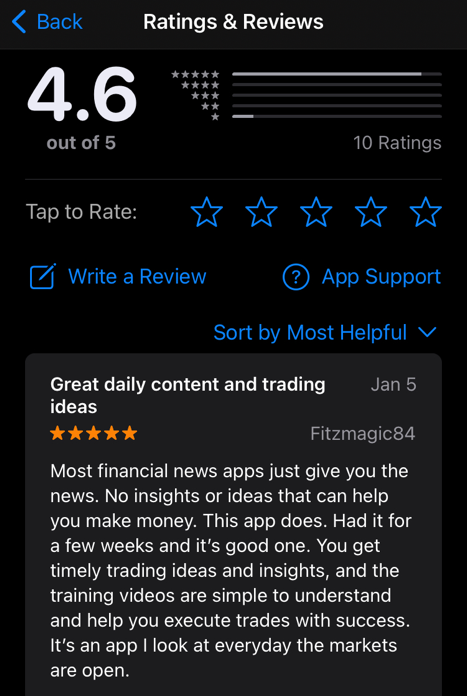 Back
Ratings & Reviews
4.6
out of 5
10 Ratings
Tap to Rate:
Write a Review
App Support
Sort by Most Helpful
Great daily content and trading
ideas
Jan 5
Fitzmagic84
Most financial news apps just give you the
news. No insights or ideas that can help
you make money. This app does. Had it for
a few weeks and it’s good one. You get
timely trading ideas and insights, and the
training videos are simple to understand
and help you execute trades with success.
It’s an app I look at everyday the markets
are open.